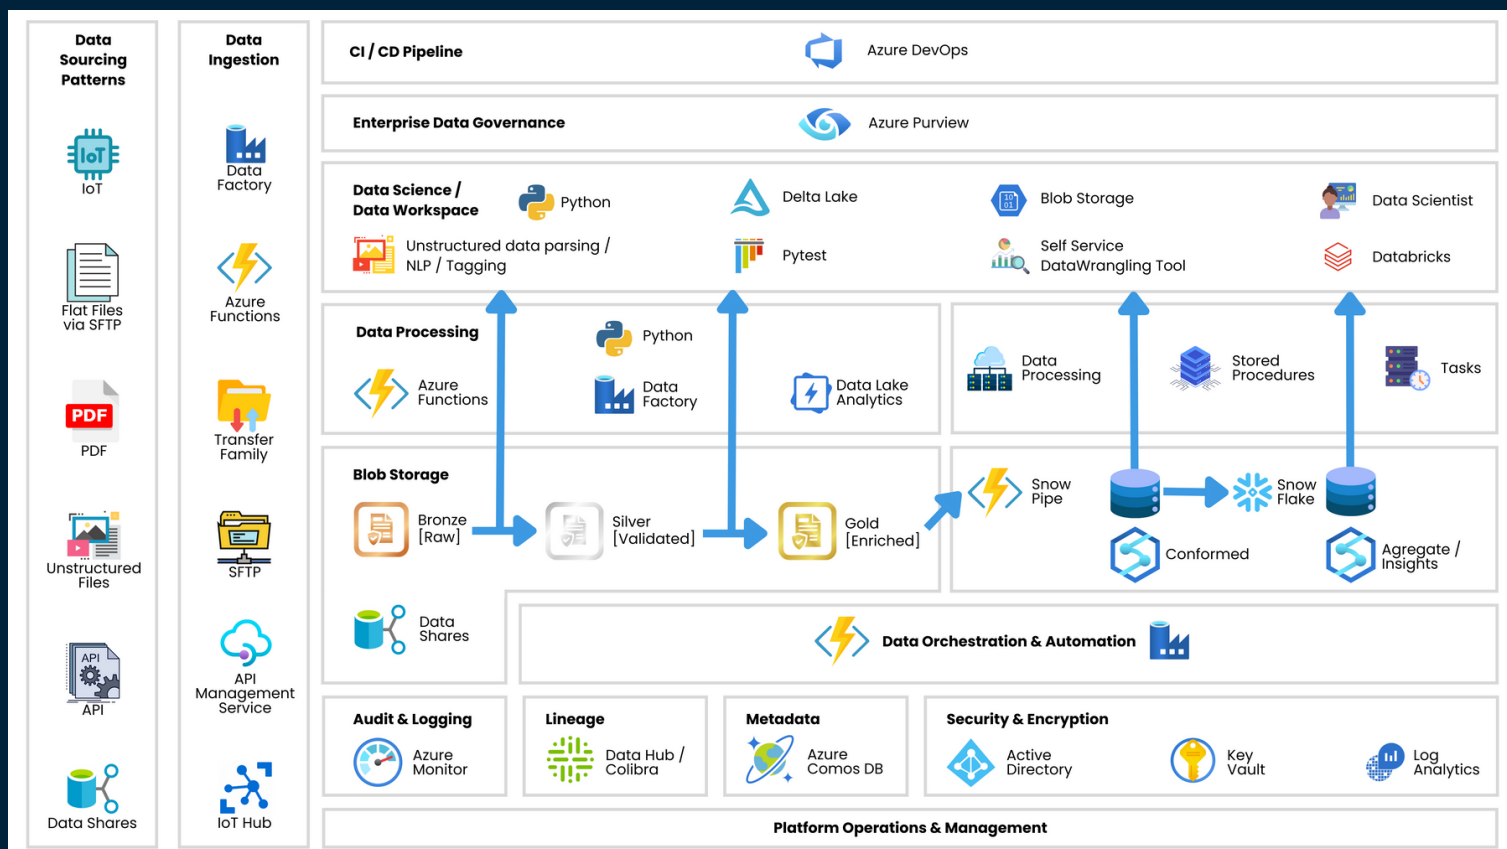 Data
Sourcing
Patterns
IoT
IoT
Flat Files
via SFTP
PDF
PDF
Unstructured
Files
API
API
Data Shares
Data
Ingestion
Data
Factory
Azure
Functions
Transfer
Family
SFTP
API
Management
Service
IoT Hub
CI / CD Pipeline
Azure DevOps
Enterprise Data Governance
Azure Purview
Data Science /
Data Workspace
Python
Delta Lake
10
01
Blob Storage
Data Scientist
Unstructured data parsing /
NLP / Tagging
Pytest
Self Service
DataWrangling Tool
Databricks
Data Processing
Python
Azure
Functions
Data
Factory
Data Lake
Analytics
Data
Processing
Stored
Procedures
Tasks
Blob Storage
Bronze
[Raw]
Silver
[Validated]
Gold
[Enriched]
Data
Shares
Snow
Pipe
Snow
Flake
Conformed
Agregate /
Insights
Data Orchestration & Automation
Audit & Logging
Azure
Monitor
Lineage
Data Hub /
Colibra
Metadata
Azure
Comos DB
Security & Encryption
Active
Directory
Key
Vault
Log
Analytics
Platform Operations & Management